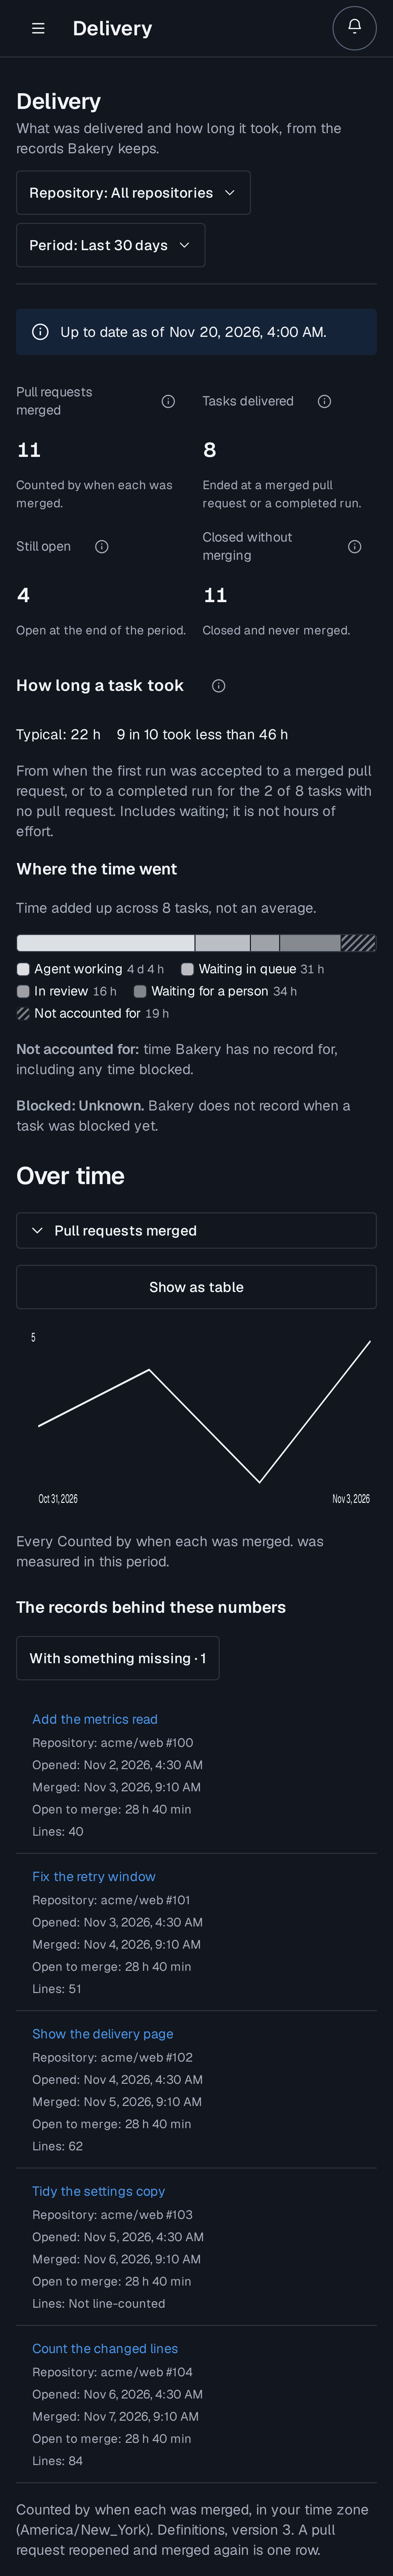 Delivery
Delivery
What was delivered and how long it took, from the
records Bakery keeps.
Repository: All repositories
Period: Last 30 days
Up to date as of Nov 20, 2026, 4:00 AM.
Pull requests
merged
Tasks delivered
11
8
Counted by when each was
merged.
Ended at a merged pull
request or a completed run.
Still open
Closed without
merging
4
11
Open at the end of the period.
Closed and never merged.
How long a task took
Typical: 22 h 9 in 10 took less than 46 h
From when the first run was accepted to a merged pull
request, or to a completed run for the 2 of 8 tasks with
no pull request. Includes waiting; it is not hours of
effort.
Where the time went
Time added up across 8 tasks, not an average.
Agent working 4 d 4 h Waiting in queue 31 h
In review 16 h Waiting for a person 34 h
Not accounted for 19 h
Not accounted for: time Bakery has no record for,
including any time blocked.
Blocked: Unknown. Bakery does not record when a
task was blocked yet.
Over time
Pull requests merged
Show as table
5
Oct 31, 2026 Nov 3, 2026
Every Counted by when each was merged. was
measured in this period.
The records behind these numbers
With something missing · 1
Add the metrics read
Repository: acme/web #100
Opened: Nov 2, 2026, 4:30 AM
Merged: Nov 3, 2026, 9:10 AM
Open to merge: 28 h 40 min
Lines: 40
Fix the retry window
Repository: acme/web #101
Opened: Nov 3, 2026, 4:30 AM
Merged: Nov 4, 2026, 9:10 AM
Open to merge: 28 h 40 min
Lines: 51
Show the delivery page
Repository: acme/web #102
Opened: Nov 4, 2026, 4:30 AM
Merged: Nov 5, 2026, 9:10 AM
Open to merge: 28 h 40 min
Lines: 62
Tidy the settings copy
Repository: acme/web #103
Opened: Nov 5, 2026, 4:30 AM
Merged: Nov 6, 2026, 9:10 AM
Open to merge: 28 h 40 min
Lines: Not line-counted
Count the changed lines
Repository: acme/web #104
Opened: Nov 6, 2026, 4:30 AM
Merged: Nov 7, 2026, 9:10 AM
Open to merge: 28 h 40 min
Lines: 84
Counted by when each was merged, in your time zone
(America/New_York). Definitions, version 3. A pull
request reopened and merged again is one row.